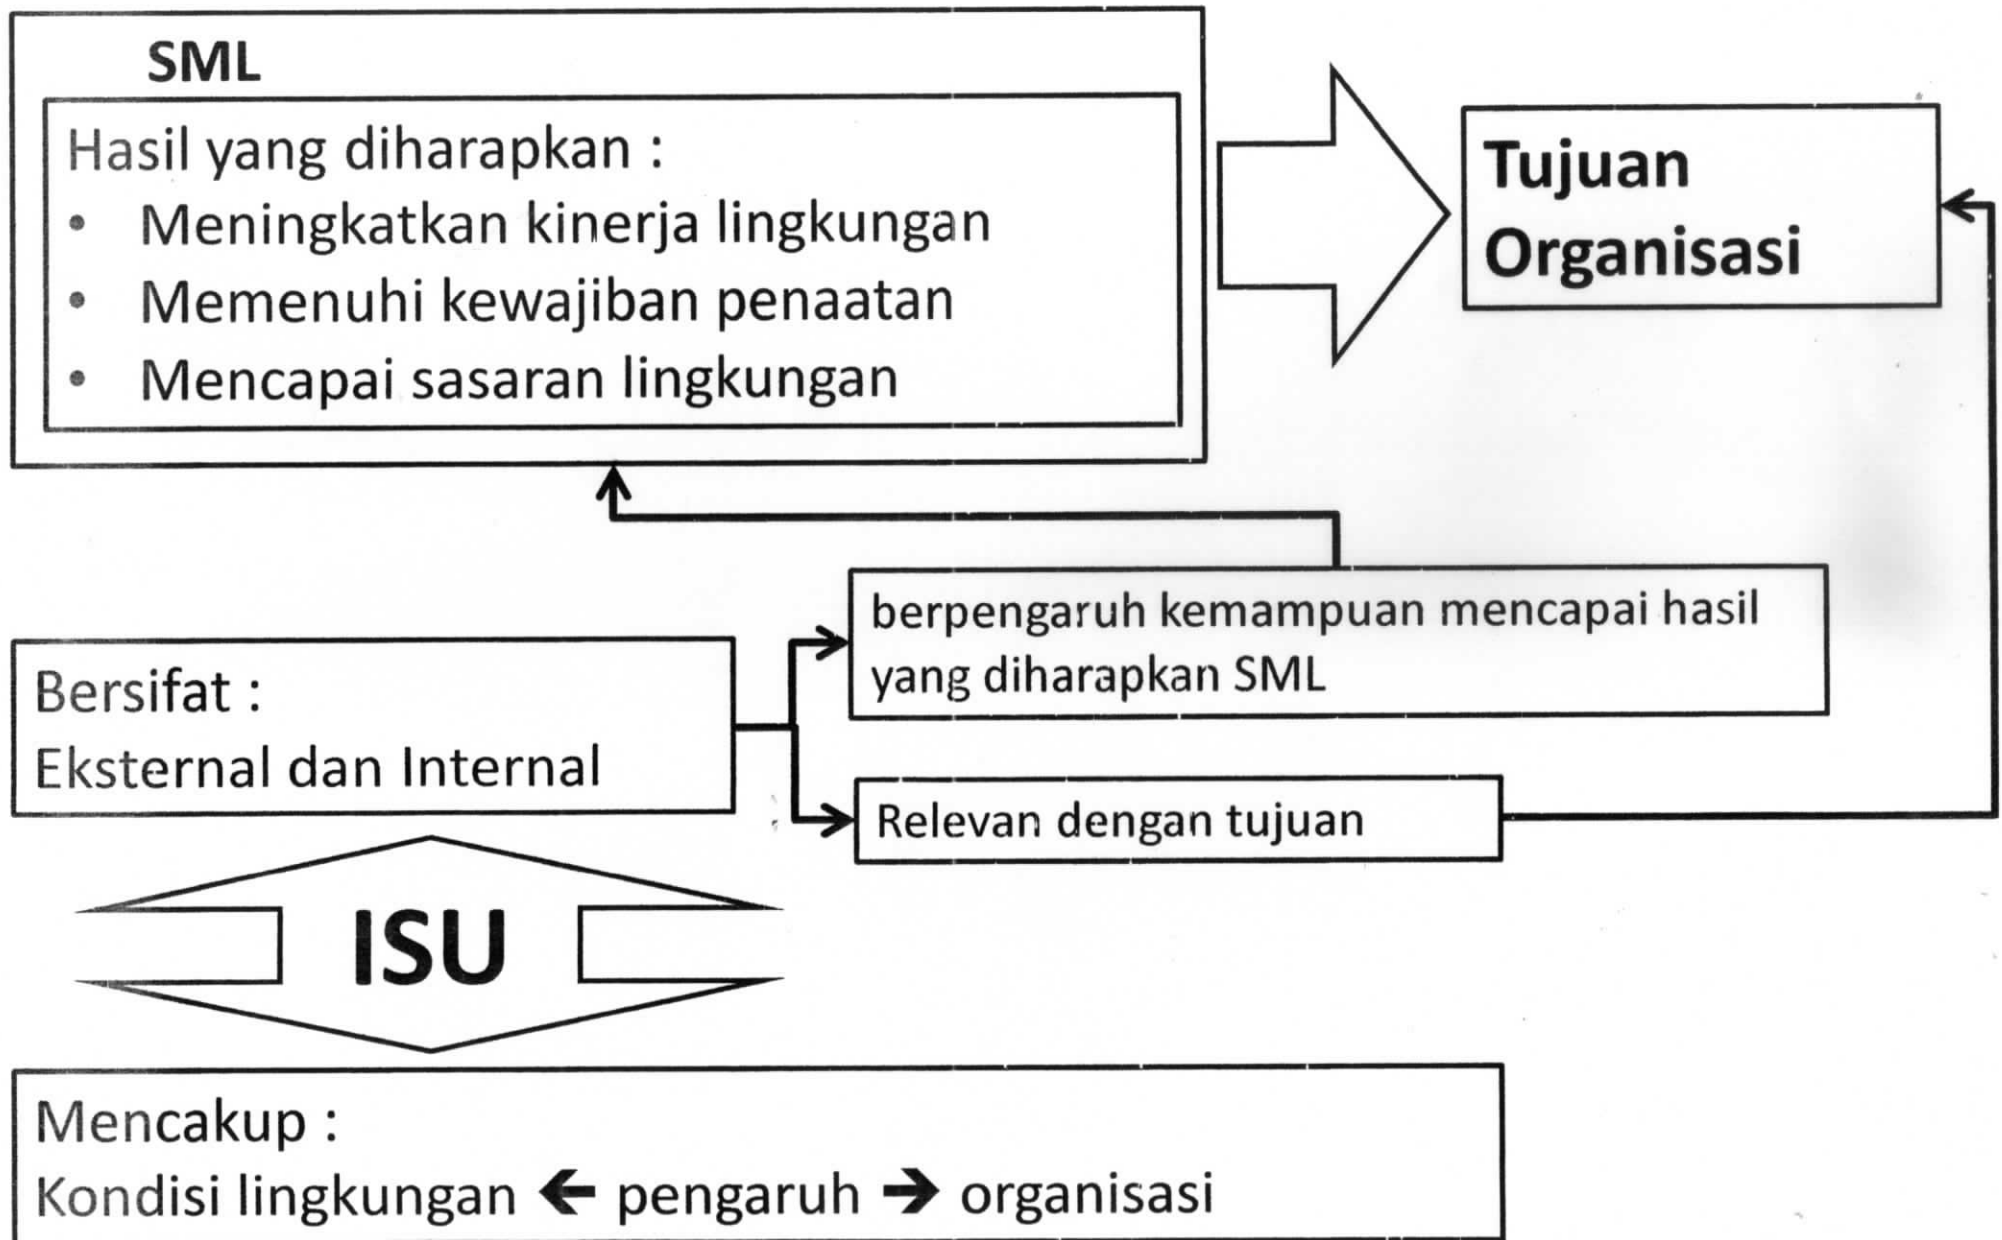 SML
Hasil yang diharapkan :
• Meningkatkan kinerja lingkungan
• Memenuhi kewajiban penaatan
• Mencapai sasaran lingkungan
Tujuan
Organisasi
berpengaruh kemampuan mencapai hasil
yang diharapkan SML
Bersifat :
Eksternal dan Internal
Relevan dengan tujuan
ISU
Mencakup :
Kondisi lingkungan 🡸 pengaruh 🡺 organisasi